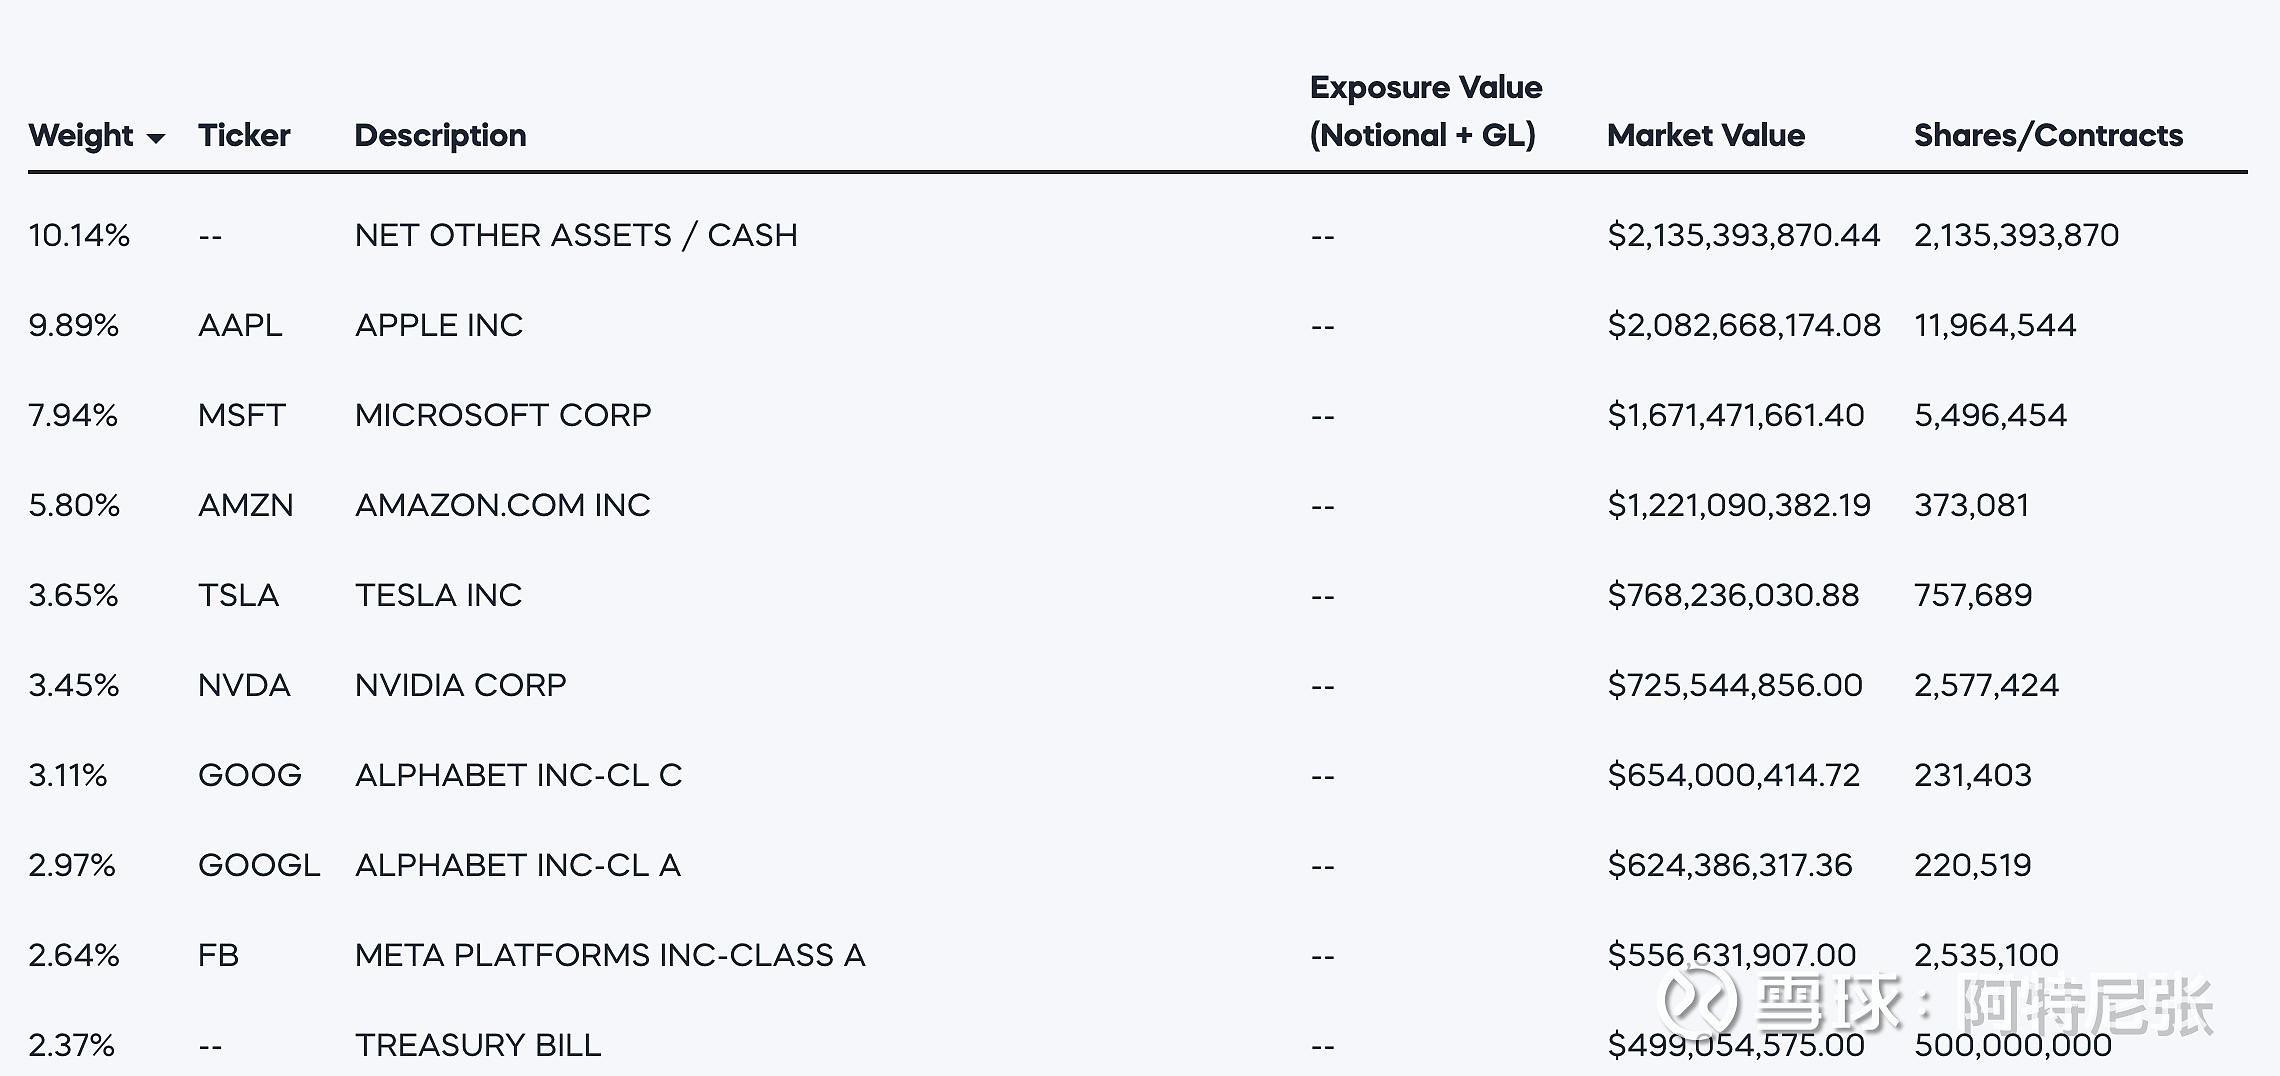 Exposure Value
Weight Ticker Description (Notional + GL) Market Value Shares/Contracts
10.14% -- NET OTHER ASSETS / CASH -- $2,135,393,870.44 2,135,393,870
9.89% AAPL APPLE INC -- $2,082,668,174.08 11,964,544
7.94% MSFT MICROSOFT CORP -- $1,671,471,661.40 5,496,454
5.80% AMZN AMAZON.COM INC -- $1,221,090,382.19 373,081
3.65% TSLA TESLA INC -- $768,236,030.88 757,689
3.45% NVDA NVIDIA CORP -- $725,544,856.00 2,577,424
3.11% GOOG ALPHABET INC-CL C -- $654,000,414.72 231,403
2.97% GOOGL ALPHABET INC-CL A -- $624,386,317.36 220,519
2.64% FB META PLATFORMS INC-CLASS A -- $556,631,907.00 2,535,100
雪球：阿特尼张
2.37% -- TREASURY BILL -- $499,054,575.00 500,000,000